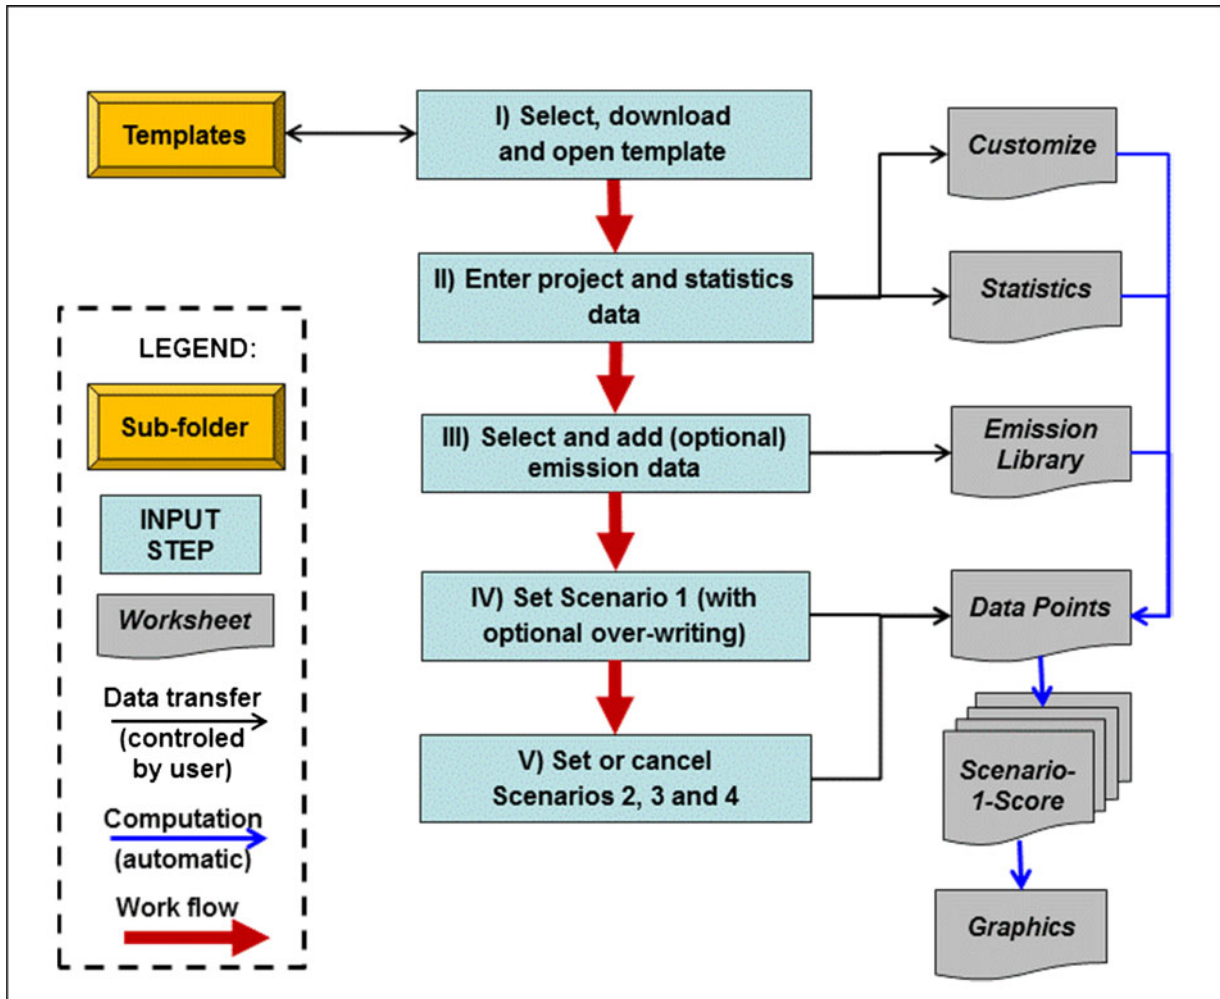 Templates
I) Select, download
and open template
Customize
II) Enter project and statistics
data
Statistics
III) Select and add (optional)
emission data
Emission
Library
IV) Set Scenario 1 (with
optional over-writing)
Data Points
V) Set or cancel
Scenarios 2, 3 and 4
Scenario-
1-Score
Graphics
LEGEND:
Sub-folder
INPUT
STEP
Worksheet
Data transfer
(controled
by user)
Computation
(automatic)
Work flow